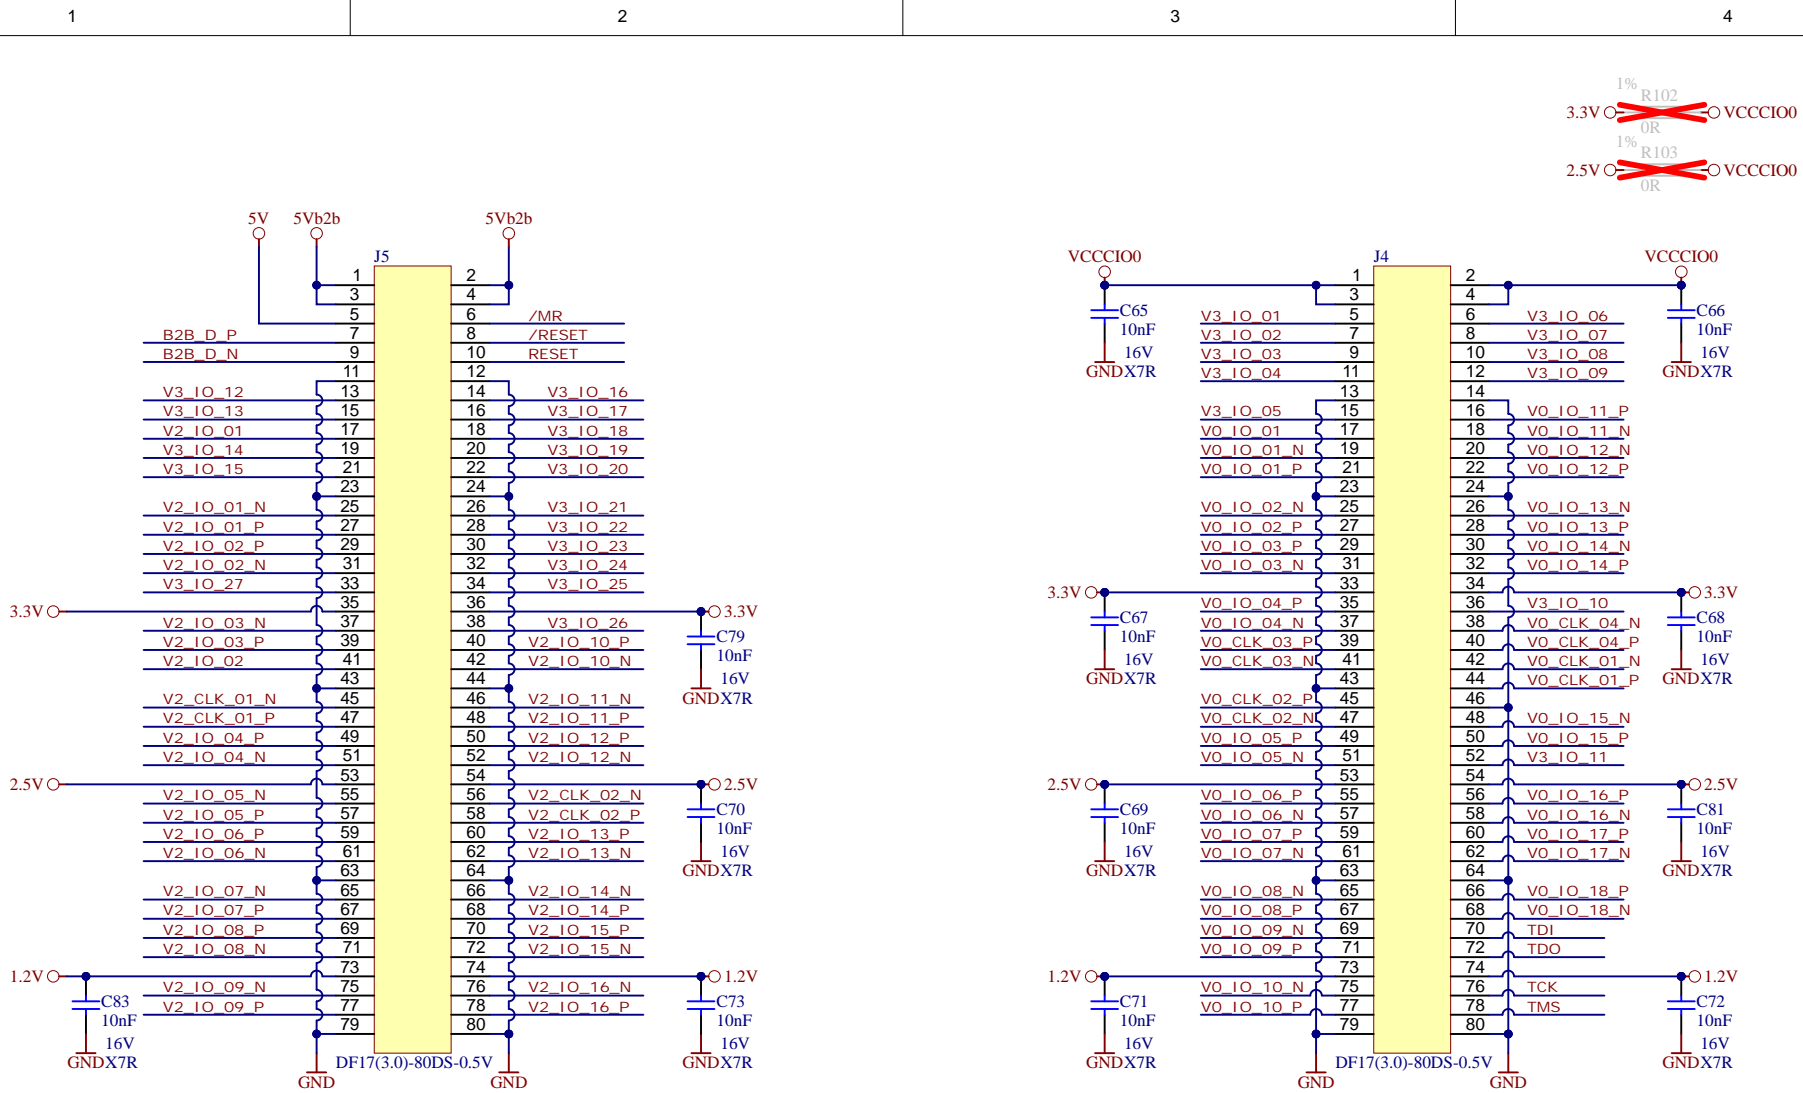 1 2 3 4
1%
R102
3.3V VCCCIO0
0R
1%
R103
2.5V VCCCIO0
0R
5V 5Vb2b 5Vb2b
J5
1 2
3 4
5 6 /MR
B2B_D_P 7 8 /RESET
B2B_D_N 9 10 RESET
11 12
V3_IO_12 13 14 V3_IO_16
V3_IO_13 15 16 V3_IO_17
V2_IO_01 17 18 V3_IO_18
V3_IO_14 19 20 V3_IO_19
V3_IO_15 21 22 V3_IO_20
23 24
V2_IO_01_N 25 26 V3_IO_21
V2_IO_01_P 27 28 V3_IO_22
V2_IO_02_P 29 30 V3_IO_23
V2_IO_02_N 31 32 V3_IO_24
V3_IO_27 33 34 V3_IO_25
3.3V 35 36 3.3V
V2_IO_03_N 37 38 V3_IO_26
V2_IO_03_P 39 40 V2_IO_10_P
V2_IO_02 41 42 V2_IO_10_N
43 44
V2_CLK_01_N 45 46 V2_IO_11_N
V2_CLK_01_P 47 48 V2_IO_11_P
V2_IO_04_P 49 50 V2_IO_12_P
V2_IO_04_N 51 52 V2_IO_12_N
2.5V 53 54 2.5V
V2_IO_05_N 55 56 V2_CLK_02_N
V2_IO_05_P 57 58 V2_CLK_02_P
V2_IO_06_P 59 60 V2_IO_13_P
V2_IO_06_N 61 62 V2_IO_13_N
63 64
V2_IO_07_N 65 66 V2_IO_14_N
V2_IO_07_P 67 68 V2_IO_14_P
V2_IO_08_P 69 70 V2_IO_15_P
V2_IO_08_N 71 72 V2_IO_15_N
1.2V 73 74 1.2V
V2_IO_09_N 75 76 V2_IO_16_N
V2_IO_09_P 77 78 V2_IO_16_P
79 80
C79
10nF
16V
GND X7R
C70
10nF
16V
GND X7R
C83
10nF
16V
GND X7R
C73
10nF
16V
GND X7R
DF17(3.0)-80DS-0.5V
GND GND
VCCCIO0 VCCCIO0
J4
1 2
3 4
V3_IO_01 5 6 V3_IO_06
V3_IO_02 7 8 V3_IO_07
V3_IO_03 9 10 V3_IO_08
V3_IO_04 11 12 V3_IO_09
13 14
V3_IO_05 15 16 V0_IO_11_P
V0_IO_01 17 18 V0_IO_11_N
V0_IO_01_N 19 20 V0_IO_12_N
V0_IO_01_P 21 22 V0_IO_12_P
23 24
V0_IO_02_N 25 26 V0_IO_13_N
V0_IO_02_P 27 28 V0_IO_13_P
V0_IO_03_P 29 30 V0_IO_14_N
V0_IO_03_N 31 32 V0_IO_14_P
3.3V 33 34 3.3V
V0_IO_04_P 35 36 V3_IO_10
V0_IO_04_N 37 38 V0_CLK_04_N
V0_CLK_03_P 39 40 V0_CLK_04_P
V0_CLK_03_N 41 42 V0_CLK_01_N
43 44 V0_CLK_01_P
V0_CLK_02_P 45 46
V0_CLK_02_N 47 48 V0_IO_15_N
V0_IO_05_P 49 50 V0_IO_15_P
V0_IO_05_N 51 52 V3_IO_11
2.5V 53 54 2.5V
V0_IO_06_P 55 56 V0_IO_16_P
V0_IO_06_N 57 58 V0_IO_16_N
V0_IO_07_P 59 60 V0_IO_17_P
V0_IO_07_N 61 62 V0_IO_17_N
63 64
V0_IO_08_N 65 66 V0_IO_18_P
V0_IO_08_P 67 68 V0_IO_18_N
V0_IO_09_N 69 70 TDI
V0_IO_09_P 71 72 TDO
1.2V 73 74 1.2V
V0_IO_10_N 75 76 TCK
V0_IO_10_P 77 78 TMS
79 80
C65
10nF
16V
GND X7R
C66
10nF
16V
GND X7R
C67
10nF
16V
GND X7R
C68
10nF
16V
GND X7R
C69
10nF
16V
GND X7R
C81
10nF
16V
GND X7R
C71
10nF
16V
GND X7R
C72
10nF
16V
GND X7R
DF17(3.0)-80DS-0.5V
GND GND